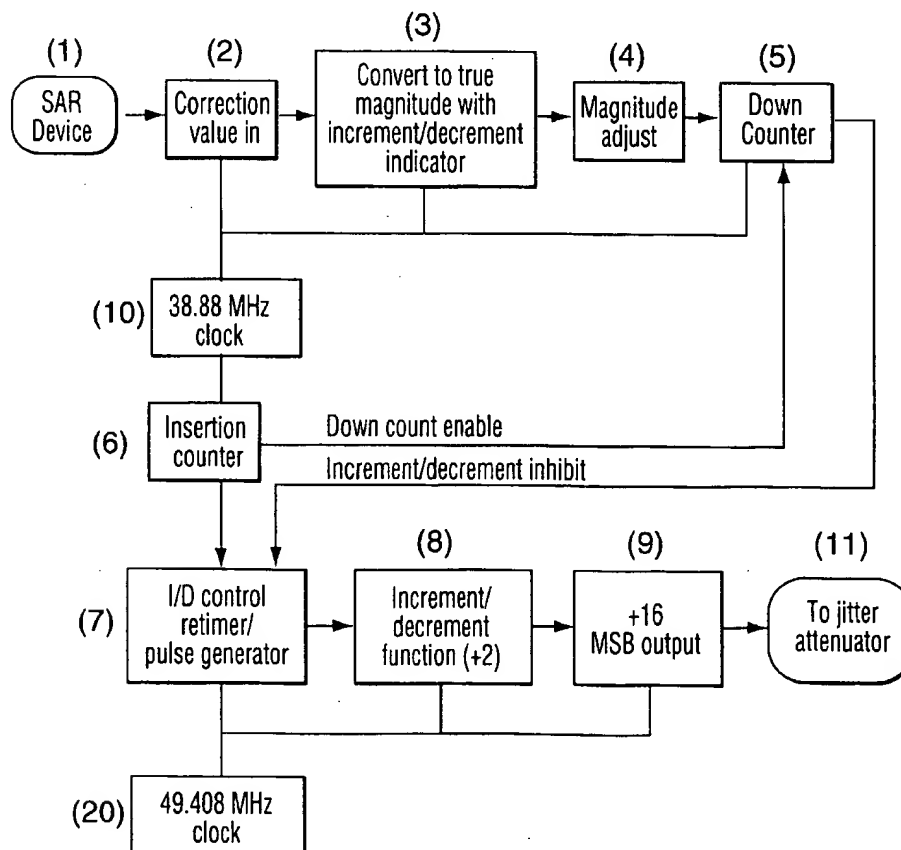 (1)
SAR
Device
(2)
Correction
value in
(3)
Convert to true
magnitude with
increment/decrement
indicator
(4)
Magnitude
adjust
(5)
Down
Counter
(10)
38.88 MHz
clock
(6)
Insertion
counter
Down count enable
Increment/decrement inhibit
(7)
I/D control
retimer/
pulse generator
(8)
Increment/
decrement
function (+2)
(9)
+16
MSB output
(11)
To jitter
attenuator
(20)
49.408 MHz
clock